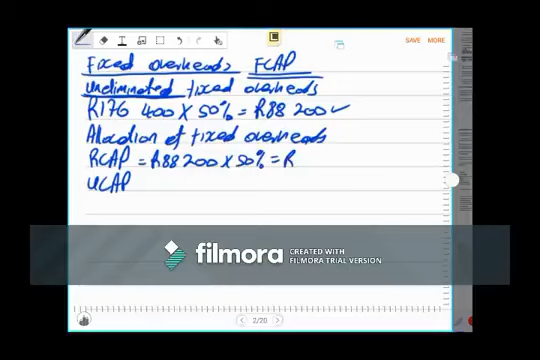 SAVE MORE
Fixed overheads FCAP
Uneliminated fixed overheads
R176 400 X 50% = R88 200 ✓
Allocation of fixed overheads
RCAP = R88 200 X 50% = R
UCAP
filmora CREATED WITH
FILMORA TRIAL VERSION
2/20